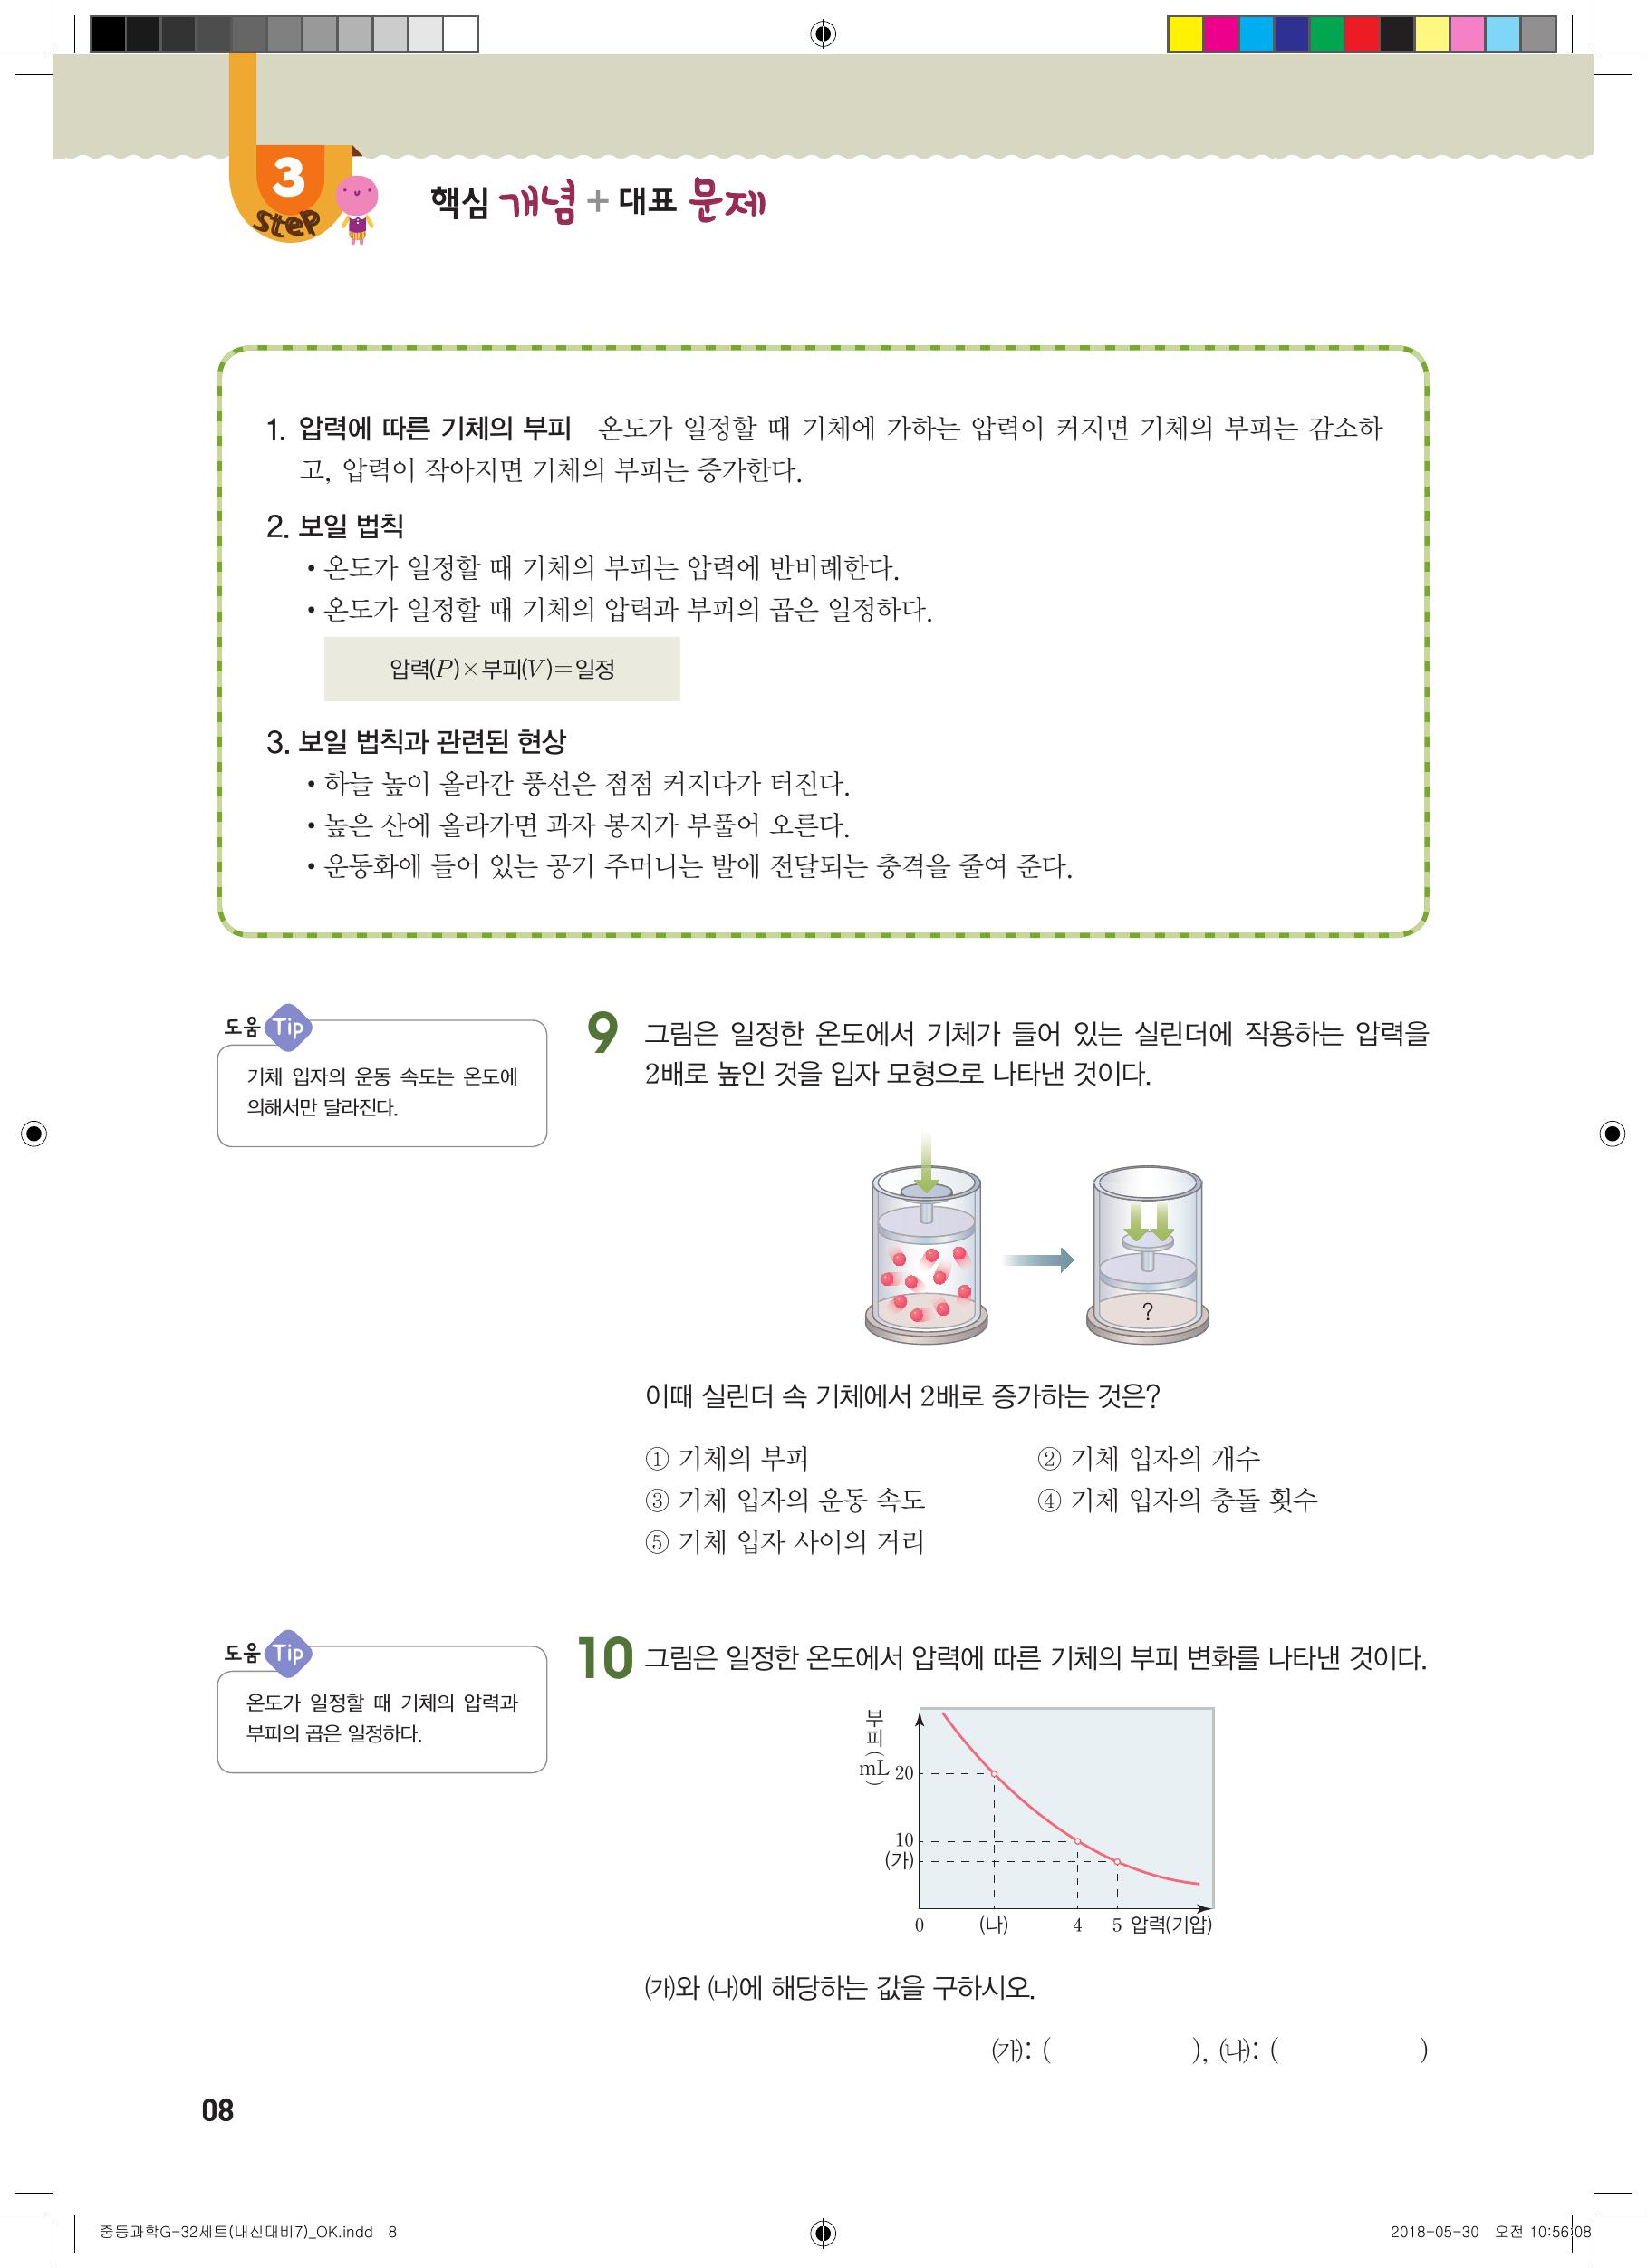 3
step
핵심 개념 + 대표 문제
1. 압력에 따른 기체의 부피 온도가 일정할 때 기체에 가하는 압력이 커지면 기체의 부피는 감소하
고, 압력이 작아지면 기체의 부피는 증가한다.
2. 보일 법칙
• 온도가 일정할 때 기체의 부피는 압력에 반비례한다.
• 온도가 일정할 때 기체의 압력과 부피의 곱은 일정하다.
압력(P)×부피(V)=일정
3. 보일 법칙과 관련된 현상
• 하늘 높이 올라간 풍선은 점점 커지다가 터진다.
• 높은 산에 올라가면 과자 봉지가 부풀어 오른다.
• 운동화에 들어 있는 공기 주머니는 발에 전달되는 충격을 줄여 준다.
도움 Tip
기체 입자의 운동 속도는 온도에
의해서만 달라진다.
9 그림은 일정한 온도에서 기체가 들어 있는 실린더에 작용하는 압력을
2배로 높인 것을 입자 모형으로 나타낸 것이다.
?
이때 실린더 속 기체에서 2배로 증가하는 것은?
① 기체의 부피 ② 기체 입자의 개수
③ 기체 입자의 운동 속도 ④ 기체 입자의 충돌 횟수
⑤ 기체 입자 사이의 거리
도움 Tip
온도가 일정할 때 기체의 압력과
부피의 곱은 일정하다.
10 그림은 일정한 온도에서 압력에 따른 기체의 부피 변화를 나타낸 것이다.
부피(mL)
20
10
(가)
0 (나) 4 5 압력(기압)
(가)와 (나)에 해당하는 값을 구하시오.
(가): ( ), (나): ( )
08
중등과학G-32세트(내신대비7)_OK.indd 8
2018-05-30 오전 10:56:08